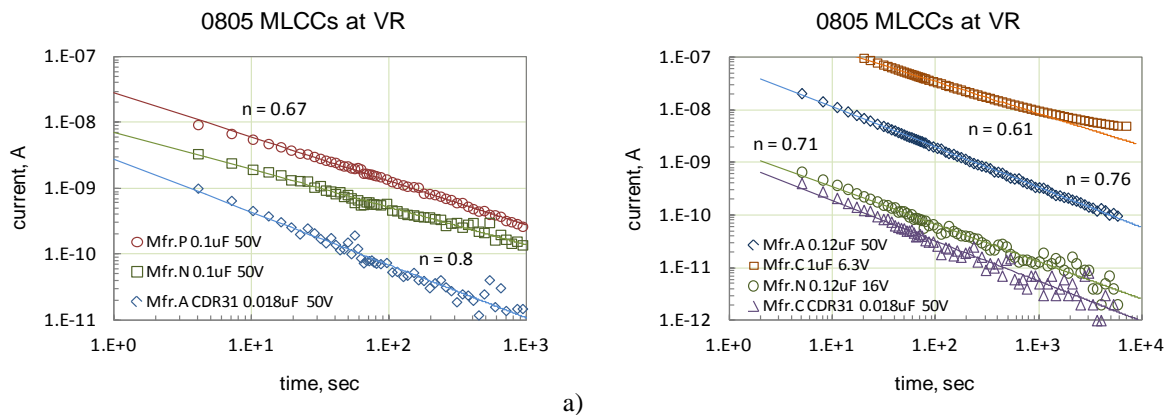 0805 MLCCs at VR
1.E-07
1.E-08
1.E-09
1.E-10
1.E-11
current, A
n = 0.67
n = 0.8
Mfr.P 0.1uF 50V
Mfr.N 0.1uF 50V
Mfr.A CDR31 0.018uF 50V
1.E+0
1.E+1
1.E+2
1.E+3
time, sec
a)
0805 MLCCs at VR
1.E-07
1.E-08
1.E-09
1.E-10
1.E-11
1.E-12
current, A
n = 0.71
n = 0.61
n = 0.76
Mfr.A 0.12uF 50V
Mfr.C 1uF 6.3V
Mfr.N 0.12uF 16V
Mfr.C CDR31 0.018uF 50V
1.E+0
1.E+1
1.E+2
1.E+3
1.E+4
time, sec